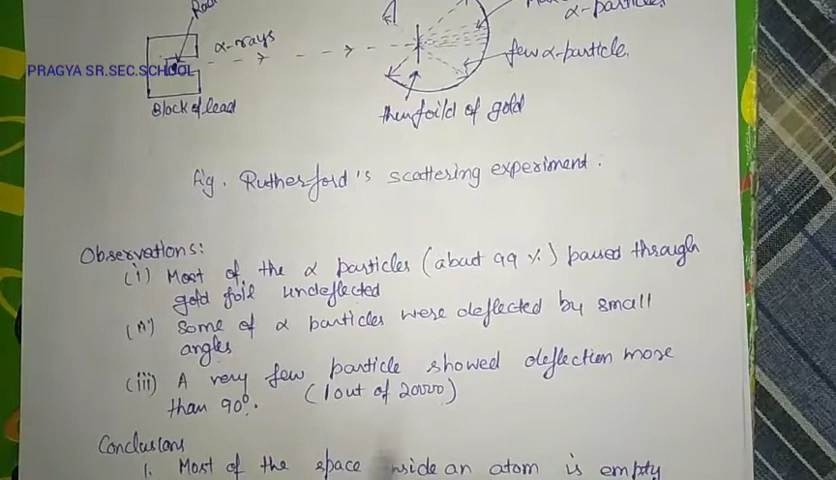 α-particles
α-rays
PRAGYA SR.SEC.SCHOOL
few α-particle.
Block of lead
thin foild of gold
fig. Rutherford's scattering experiment.
Observations:
(i) Most of the α particles (about 99 %) passed through
gold foil undeflected
(ii) Some of α particles were deflected by small
angles
(iii) A very few particle showed deflection more
than 90°. (1 out of 20000)
Conclusions
1. Most of the space inside an atom is empty